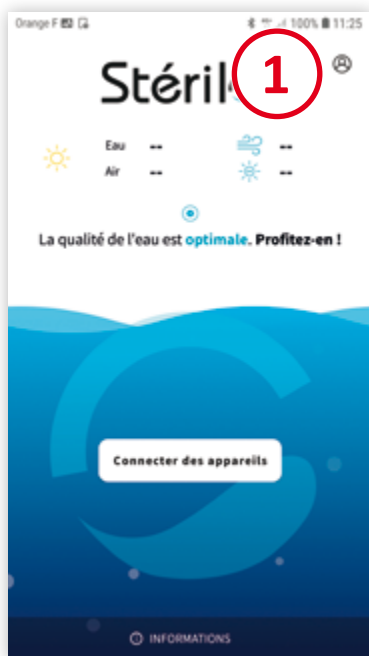 Orange F
100% 11:25
Stéril
1
Eau -- --
Air -- --
La qualité de l'eau est optimale. Profitez-en !
Connecter des appareils
INFORMATIONS